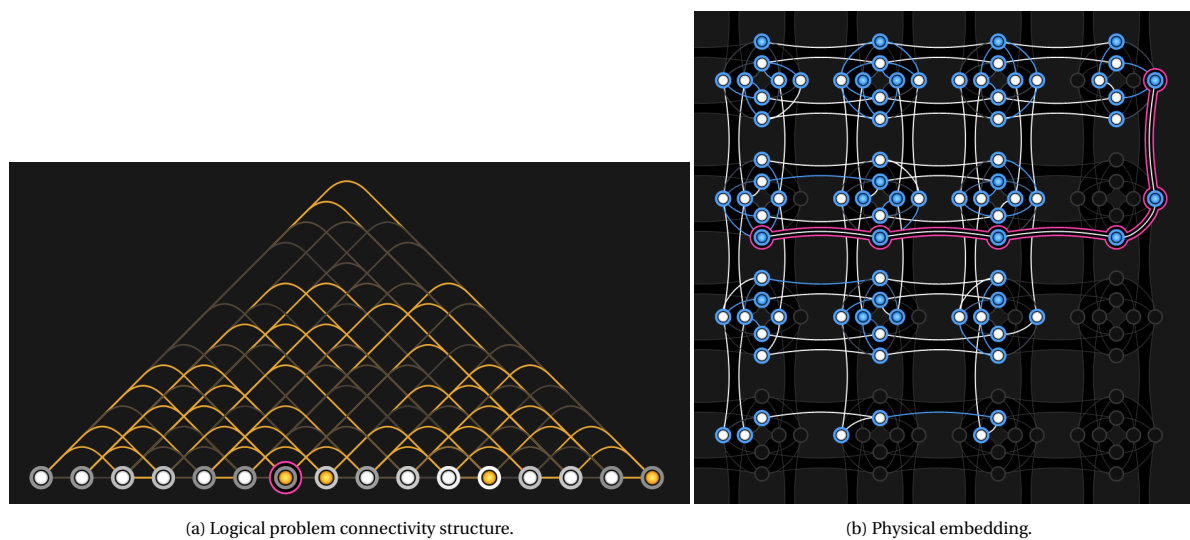 (a) Logical problem connectivity structure.
(b) Physical embedding.